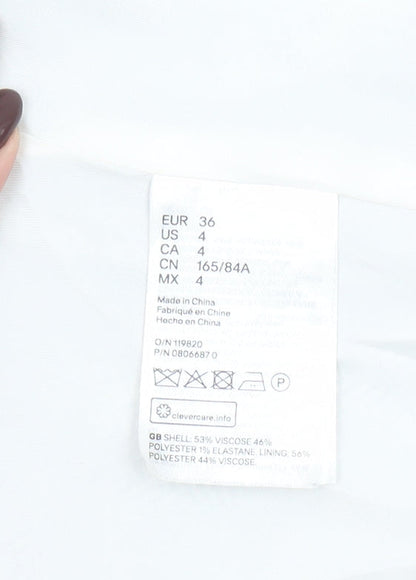 EUR 36
US 4
CA 4
CN 165/84A
MX 4
Made in China
Fabriqué en Chine
Hecho en China
O/N 119820
P/N 0806687 0
P
clevercare.info
GB SHELL: 53% VISCOSE 46%
POLYESTER 1% ELASTANE, LINING: 56%
POLYESTER 44% VISCOSE.